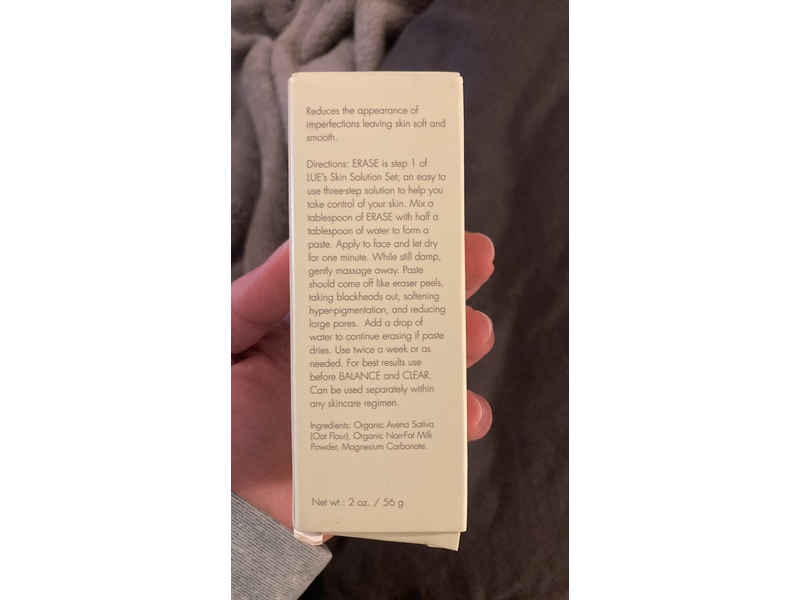 Reduces the appearance of
imperfections leaving skin soft and
smooth.
Directions: ERASE is step 1 of
LUE's Skin Solution Set; an easy to
use three-step solution to help you
take control of your skin. Mix a
tablespoon of ERASE with half a
tablespoon of water to form a
paste. Apply to face and let dry
for one minute. While still damp,
gently massage away. Paste
should come off like eraser peels,
taking blackheads out, softening
hyper-pigmentation, and reducing
large pores. Add a drop of
water to continue erasing if paste
dries. Use twice a week or as
needed. For best results use
before BALANCE and CLEAR.
Can be used separately within
any skincare regimen.
Ingredients: Organic Avena Sativa
(Oat Flour), Organic Non-Fat Milk
Powder, Magnesium Carbonate.
Net wt.: 2 oz. / 56 g